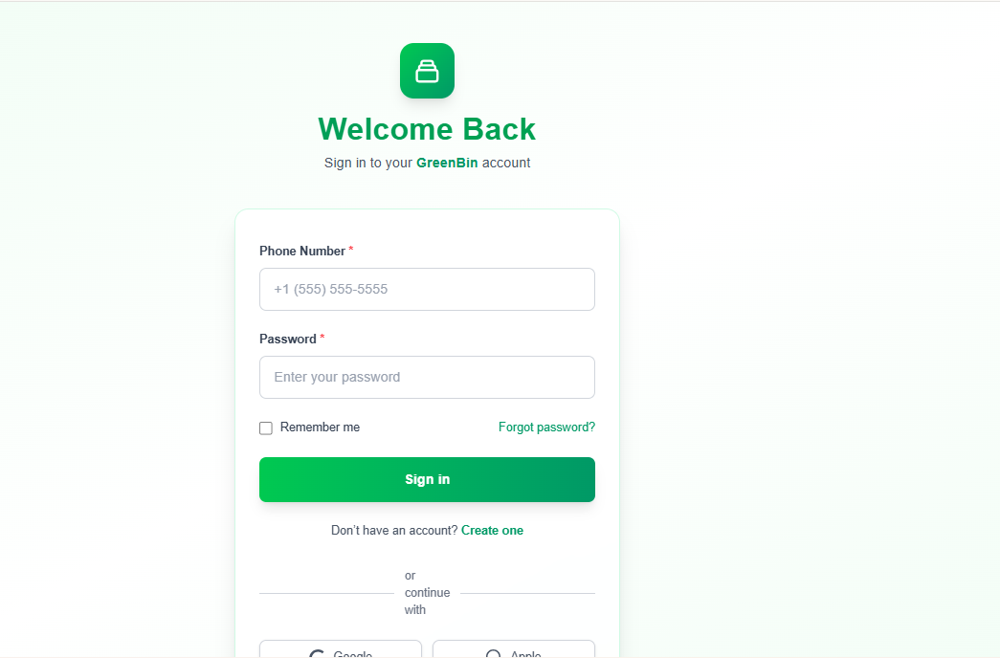 Welcome Back
Sign in to your GreenBin account
Phone Number *
+1 (555) 555-5555
Password *
Enter your password
Remember me
Forgot password?
Sign in
Don't have an account? Create one
or
continue
with
Google
Apple